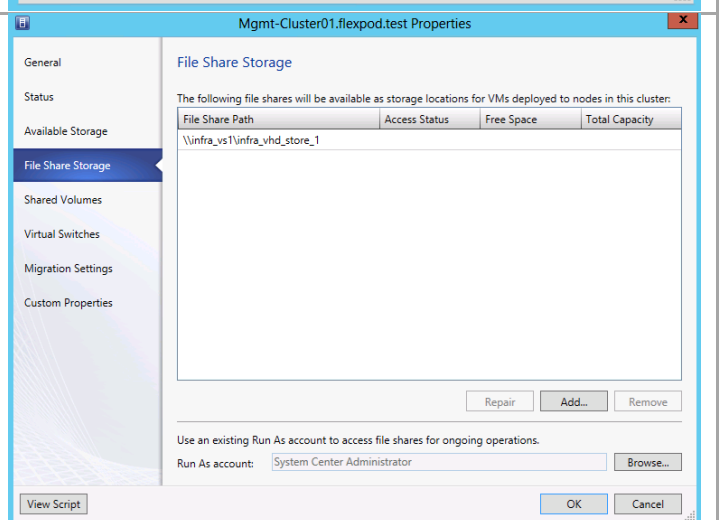 Mgmt-Cluster01.flexpod.test Properties
x
General
Status
Available Storage
File Share Storage
Shared Volumes
Virtual Switches
Migration Settings
Custom Properties
File Share Storage
The following file shares will be available as storage locations for VMs deployed to nodes in this cluster:
File Share Path Access Status Free Space Total Capacity
\\infra_vs1\infra_vhd_store_1
Repair Add... Remove
Use an existing Run As account to access file shares for ongoing operations.
Run As account: System Center Administrator Browse...
View Script OK Cancel